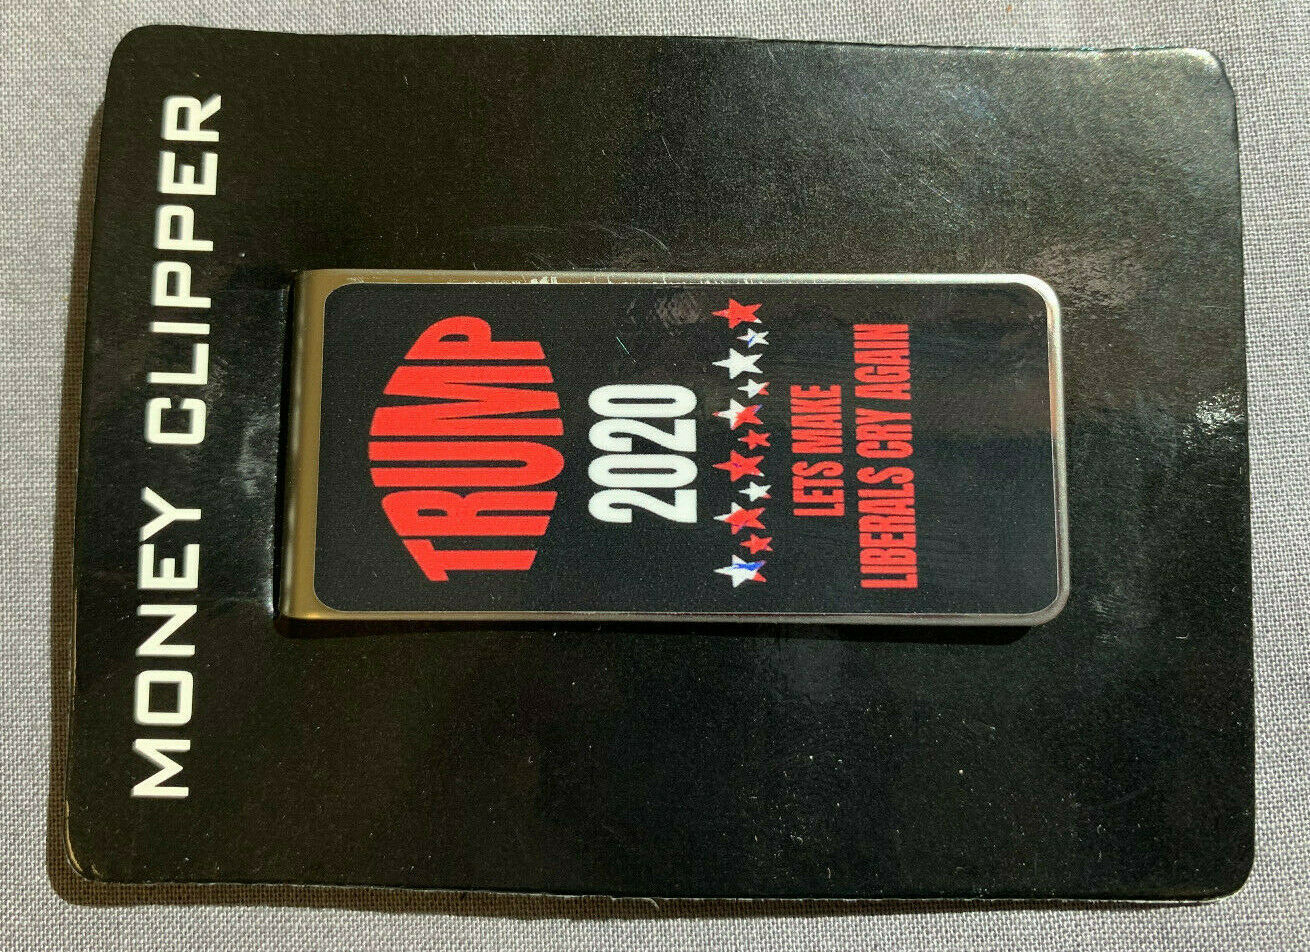 MONEY CLIPPER
TRUMP
2020
LETS MAKE
LIBERALS CRY AGAIN